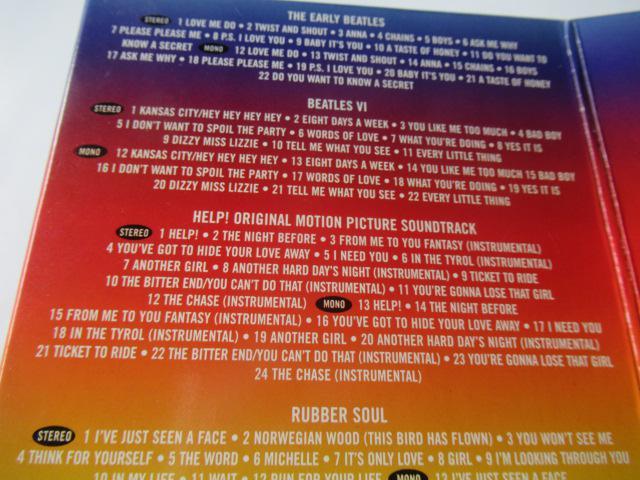 THE EARLY BEATLES
STEREO 1 LOVE ME DO • 2 TWIST AND SHOUT • 3 ANNA • 4 CHAINS • 5 BOYS • 6 ASK ME WHY
7 PLEASE PLEASE ME • 8 P.S. I LOVE YOU • 9 BABY IT'S YOU • 10 A TASTE OF HONEY • 11 DO YOU WANT TO
KNOW A SECRET MONO 12 LOVE ME DO • 13 TWIST AND SHOUT • 14 ANNA • 15 CHAINS • 16 BOYS
17 ASK ME WHY • 18 PLEASE PLEASE ME • 19 P.S. I LOVE YOU • 20 BABY IT'S YOU • 21 A TASTE OF HONEY
22 DO YOU WANT TO KNOW A SECRET
BEATLES VI
STEREO 1 KANSAS CITY/HEY HEY HEY HEY • 2 EIGHT DAYS A WEEK • 3 YOU LIKE ME TOO MUCH • 4 BAD BOY
5 I DON'T WANT TO SPOIL THE PARTY • 6 WORDS OF LOVE • 7 WHAT YOU'RE DOING • 8 YES IT IS
9 DIZZY MISS LIZZIE • 10 TELL ME WHAT YOU SEE • 11 EVERY LITTLE THING
MONO 12 KANSAS CITY/HEY HEY HEY HEY • 13 EIGHT DAYS A WEEK • 14 YOU LIKE ME TOO MUCH 15 BAD BOY
16 I DON'T WANT TO SPOIL THE PARTY • 17 WORDS OF LOVE • 18 WHAT YOU'RE DOING • 19 YES IT IS
20 DIZZY MISS LIZZIE • 21 TELL ME WHAT YOU SEE • 22 EVERY LITTLE THING
HELP! ORIGINAL MOTION PICTURE SOUNDTRACK
STEREO 1 HELP! • 2 THE NIGHT BEFORE • 3 FROM ME TO YOU FANTASY (INSTRUMENTAL)
4 YOU'VE GOT TO HIDE YOUR LOVE AWAY • 5 I NEED YOU • 6 IN THE TYROL (INSTRUMENTAL)
7 ANOTHER GIRL • 8 ANOTHER HARD DAY'S NIGHT (INSTRUMENTAL) • 9 TICKET TO RIDE
10 THE BITTER END/YOU CAN'T DO THAT (INSTRUMENTAL) • 11 YOU'RE GONNA LOSE THAT GIRL
12 THE CHASE (INSTRUMENTAL) MONO 13 HELP! • 14 THE NIGHT BEFORE
15 FROM ME TO YOU FANTASY (INSTRUMENTAL) • 16 YOU'VE GOT TO HIDE YOUR LOVE AWAY • 17 I NEED YOU
18 IN THE TYROL (INSTRUMENTAL) • 19 ANOTHER GIRL • 20 ANOTHER HARD DAY'S NIGHT (INSTRUMENTAL)
21 TICKET TO RIDE • 22 THE BITTER END/YOU CAN'T DO THAT (INSTRUMENTAL) • 23 YOU'RE GONNA LOSE THAT GIRL
24 THE CHASE (INSTRUMENTAL)
RUBBER SOUL
STEREO 1 I'VE JUST SEEN A FACE • 2 NORWEGIAN WOOD (THIS BIRD HAS FLOWN) • 3 YOU WON'T SEE ME
4 THINK FOR YOURSELF • 5 THE WORD • 6 MICHELLE • 7 IT'S ONLY LOVE • 8 GIRL • 9 I'M LOOKING THROUGH YOU
10 IN MY LIFE • 11 WAIT • 12 RUN FOR YOUR LIFE MONO 13 I'VE JUST SEEN A FACE